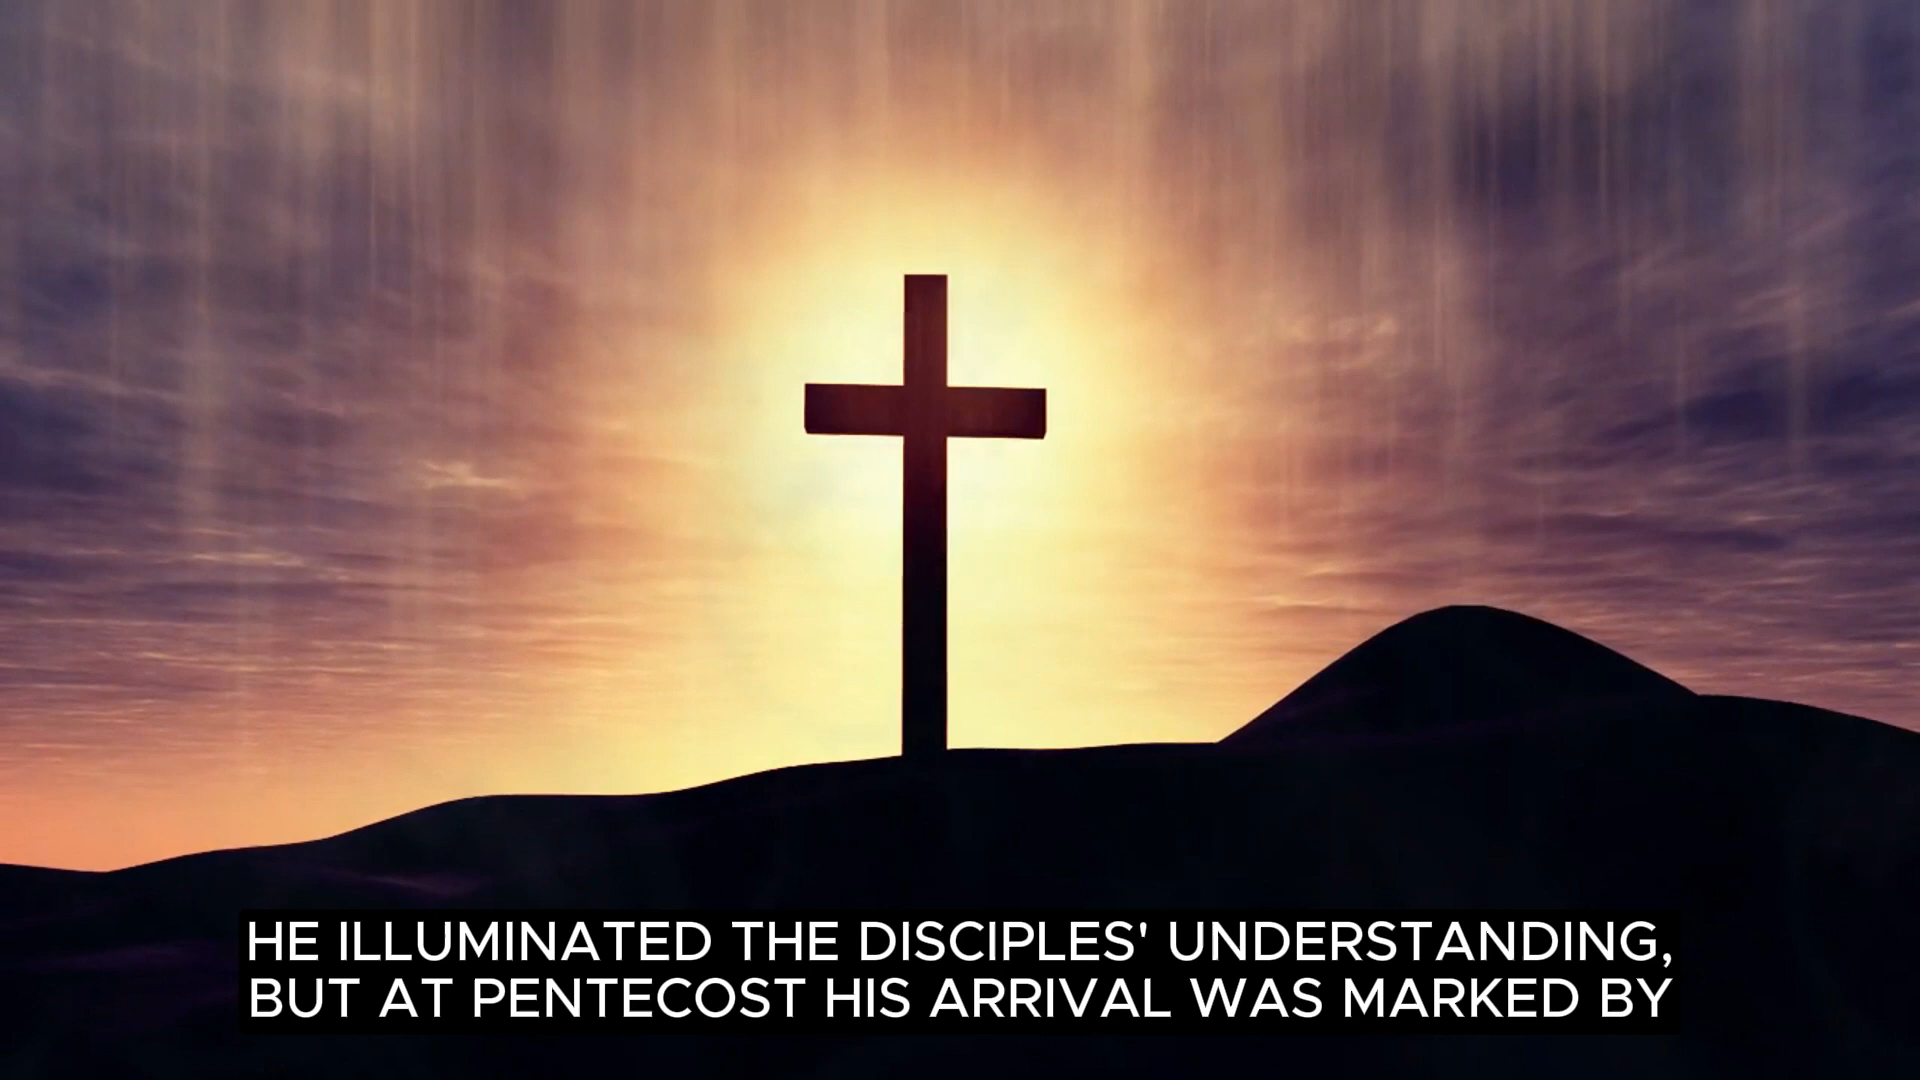 HE ILLUMINATED THE DISCIPLES' UNDERSTANDING,
BUT AT PENTECOST HIS ARRIVAL WAS MARKED BY